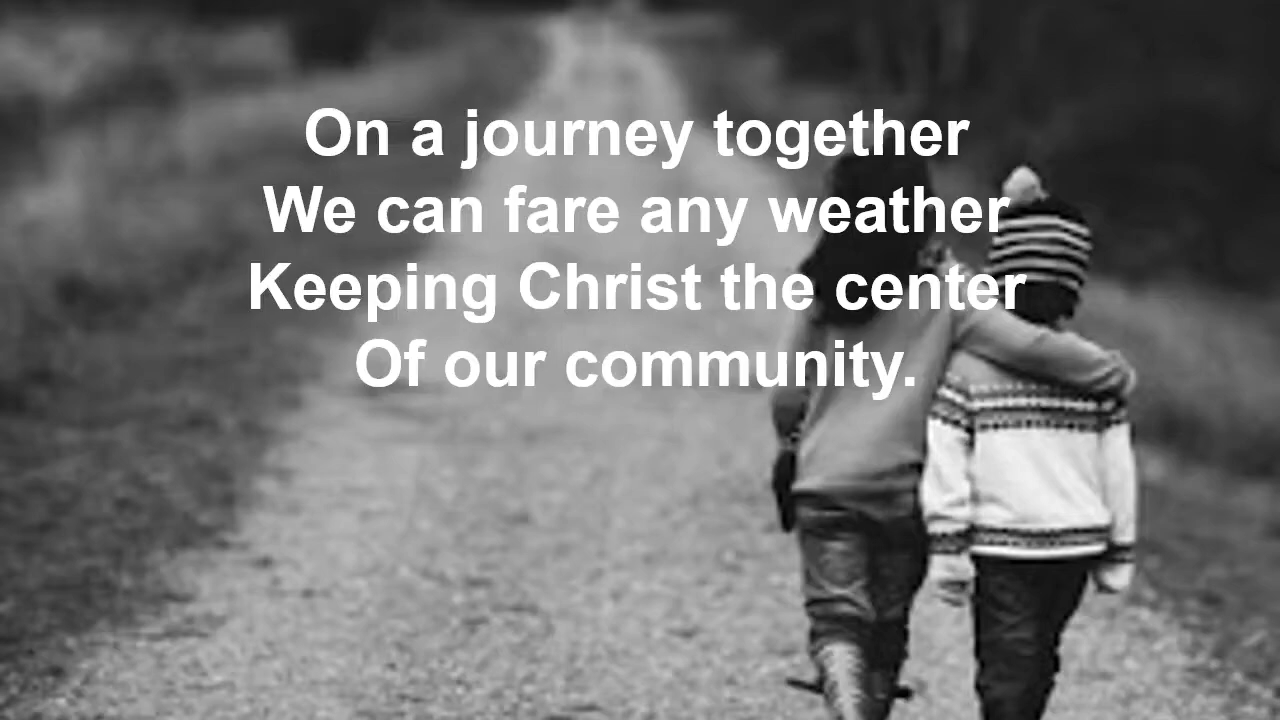 On a journey together
We can fare any weather
Keeping Christ the center
Of our community.